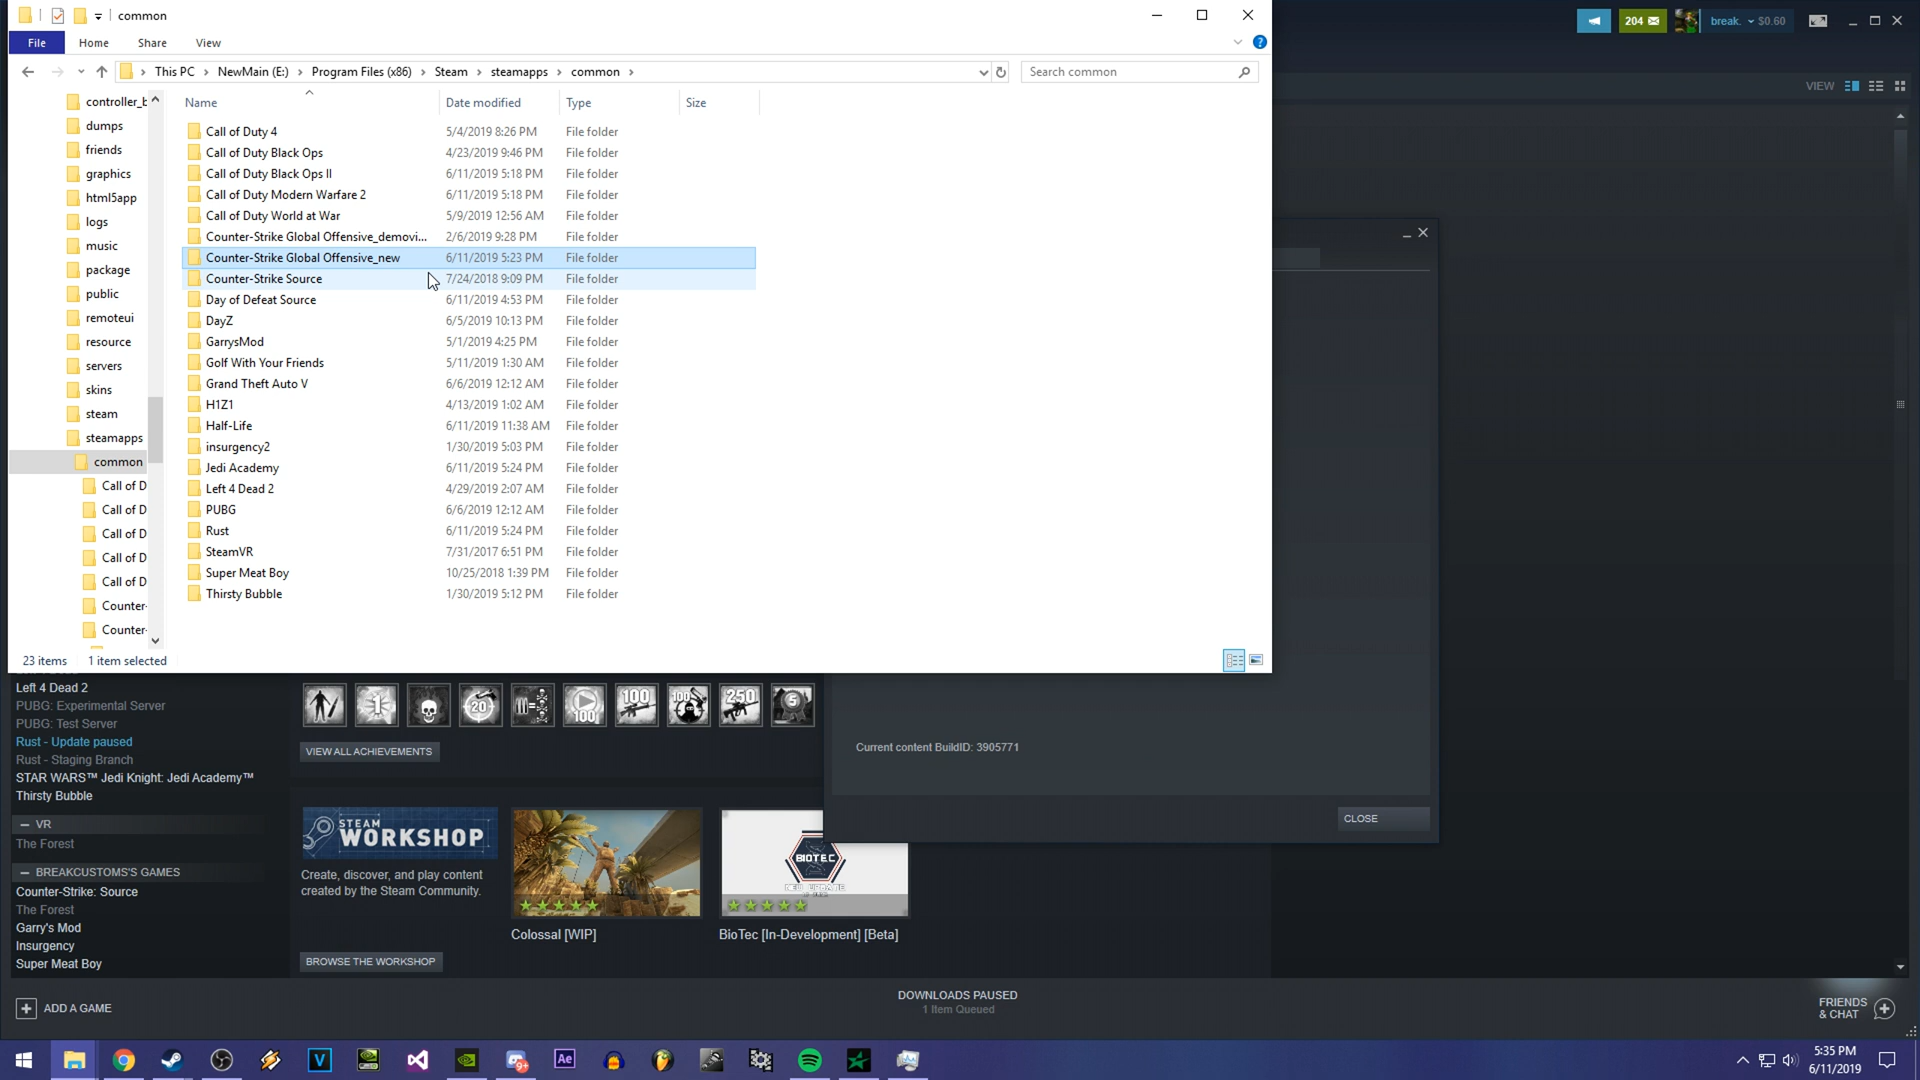 common
File Home Share View
This PC > NewMain (E:) > Program Files (x86) > Steam > steamapps > common >
Search common
Name Date modified Type Size
controller_b
dumps
friends
graphics
html5app
logs
music
package
public
remoteui
resource
servers
skins
steam
steamapps
common
Call of D
Call of D
Call of D
Call of D
Call of D
Counter-
Counter-
Call of Duty 4 5/4/2019 8:26 PM File folder
Call of Duty Black Ops 4/23/2019 9:46 PM File folder
Call of Duty Black Ops II 6/11/2019 5:18 PM File folder
Call of Duty Modern Warfare 2 6/11/2019 5:18 PM File folder
Call of Duty World at War 5/9/2019 12:56 AM File folder
Counter-Strike Global Offensive_demovi... 2/6/2019 9:28 PM File folder
Counter-Strike Global Offensive_new 6/11/2019 5:23 PM File folder
Counter-Strike Source 7/24/2018 9:09 PM File folder
Day of Defeat Source 6/11/2019 4:53 PM File folder
DayZ 6/5/2019 10:13 PM File folder
GarrysMod 5/1/2019 4:25 PM File folder
Golf With Your Friends 5/11/2019 1:30 AM File folder
Grand Theft Auto V 6/6/2019 12:12 AM File folder
H1Z1 4/13/2019 1:02 AM File folder
Half-Life 6/11/2019 11:38 AM File folder
insurgency2 1/30/2019 5:03 PM File folder
Jedi Academy 6/11/2019 5:24 PM File folder
Left 4 Dead 2 4/29/2019 2:07 AM File folder
PUBG 6/6/2019 12:12 AM File folder
Rust 6/11/2019 5:24 PM File folder
SteamVR 7/31/2017 6:51 PM File folder
Super Meat Boy 10/25/2018 1:39 PM File folder
Thirsty Bubble 1/30/2019 5:12 PM File folder
23 items 1 item selected
204 break. $0.60
VIEW
Left 4 Dead 2
PUBG: Experimental Server
PUBG: Test Server
Rust - Update paused
Rust - Staging Branch
STAR WARS™ Jedi Knight: Jedi Academy™
Thirsty Bubble
– VR
The Forest
– BREAKCUSTOMS'S GAMES
Counter-Strike: Source
The Forest
Garry's Mod
Insurgency
Super Meat Boy
1 20 100 100 100 250 5
VIEW ALL ACHIEVEMENTS
STEAM
WORKSHOP
Create, discover, and play content
created by the Steam Community.
BROWSE THE WORKSHOP
Colossal [WIP]
BIOTEC
BioTec [In-Development] [Beta]
Current content BuildID: 3905771
CLOSE
+ ADD A GAME
DOWNLOADS PAUSED
1 Item Queued
FRIENDS
& CHAT
V
Ae
9+
5:35 PM
6/11/2019